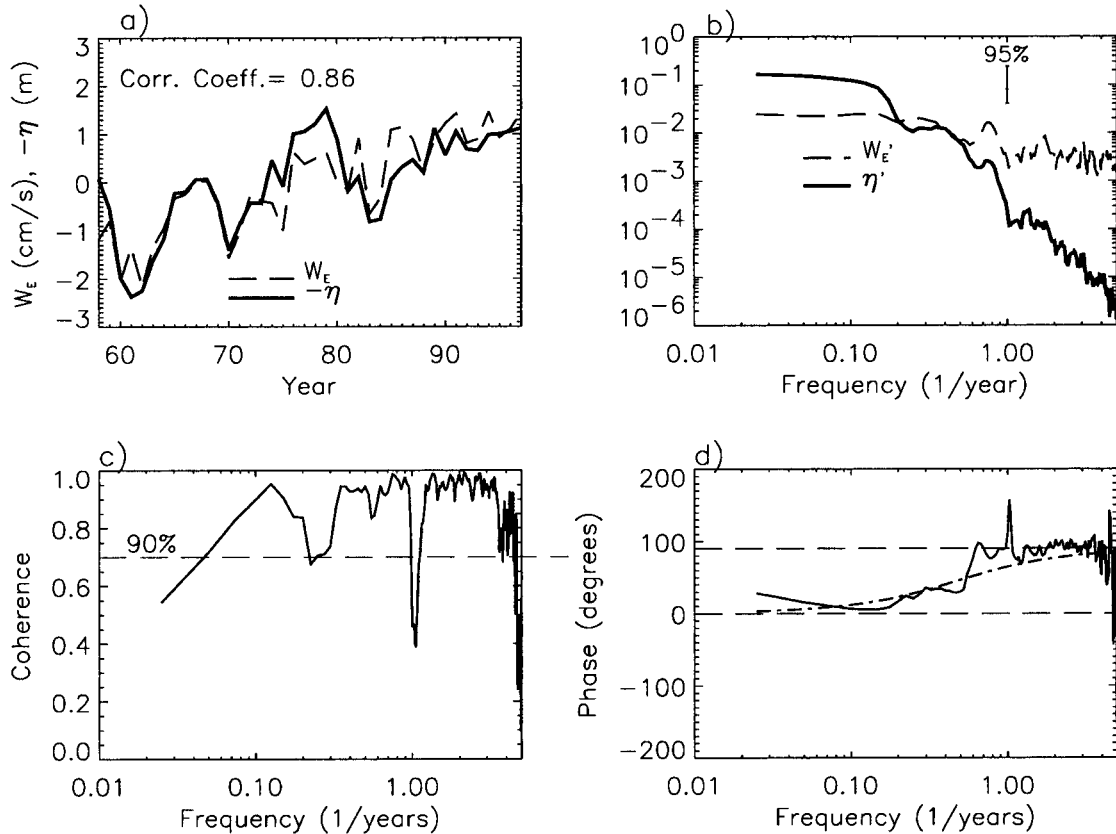 a)
3
2
1
0
−1
−2
−3
W_E (cm/s), −η (m)
Corr. Coeff.= 0.86
W_E
−η
60 70 80 90
Year
b)
10^0
10^-1
10^-2
10^-3
10^-4
10^-5
10^-6
95%
W_E'
η'
0.01 0.10 1.00
Frequency (1/year)
c)
1.0
0.8
0.6
0.4
0.2
0.0
Coherence
90%
0.01 0.10 1.00
Frequency (1/years)
d)
200
100
0
−100
−200
Phase (degrees)
0.01 0.10 1.00
Frequency (1/years)